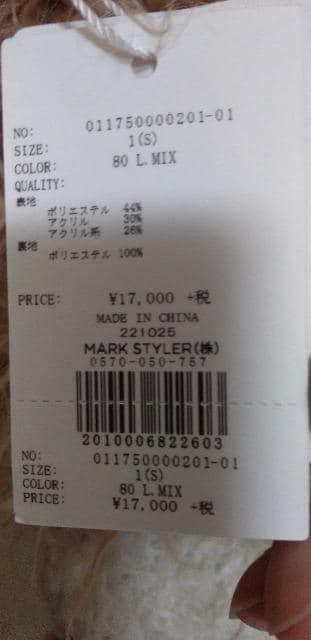 NO: 011750000201-01
SIZE: 1(S)
COLOR: 80 L.MIX
QUALITY:
表地
ポリエステル 44%
アクリル 30%
アクリル系 26%
裏地
ポリエステル 100%
PRICE: ¥17,000 +税
MADE IN CHINA
221025
MARK STYLER(株)
0570-050-757
2010006822603
NO: 011750000201-01
SIZE: 1(S)
COLOR: 80 L.MIX
PRICE: ¥17,000 +税